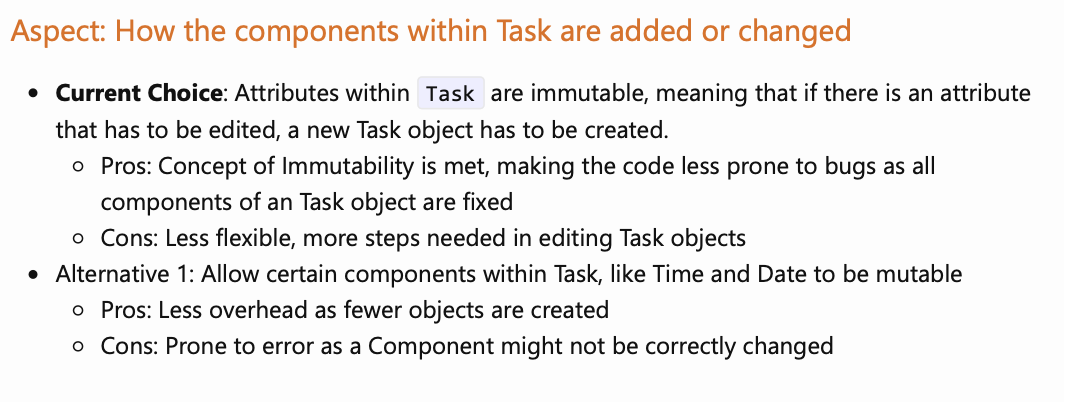 Aspect: How the components within Task are added or changed
• Current Choice: Attributes within Task are immutable, meaning that if there is an attribute
that has to be edited, a new Task object has to be created.
○ Pros: Concept of Immutability is met, making the code less prone to bugs as all
components of an Task object are fixed
○ Cons: Less flexible, more steps needed in editing Task objects
• Alternative 1: Allow certain components within Task, like Time and Date to be mutable
○ Pros: Less overhead as fewer objects are created
○ Cons: Prone to error as a Component might not be correctly changed